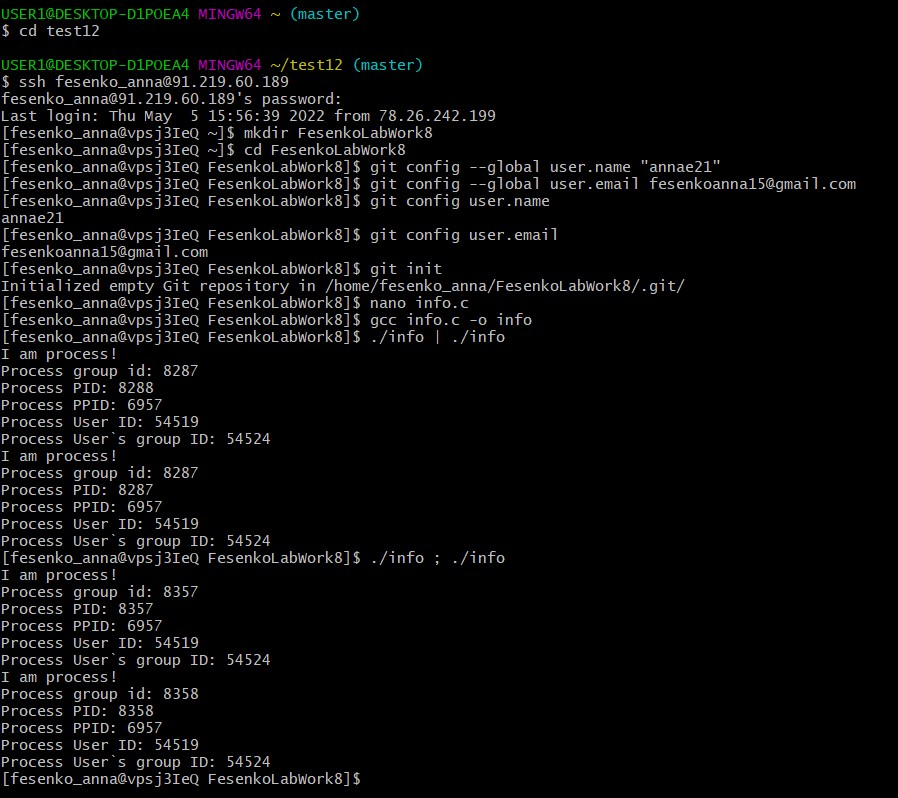 USER1@DESKTOP-D1POEA4 MINGW64 ~ (master)
$ cd test12

USER1@DESKTOP-D1POEA4 MINGW64 ~/test12 (master)
$ ssh fesenko_anna@91.219.60.189
fesenko_anna@91.219.60.189's password:
Last login: Thu May  5 15:56:39 2022 from 78.26.242.199
[fesenko_anna@vpsj3IeQ ~]$ mkdir FesenkoLabWork8
[fesenko_anna@vpsj3IeQ ~]$ cd FesenkoLabWork8
[fesenko_anna@vpsj3IeQ FesenkoLabWork8]$ git config --global user.name "annae21"
[fesenko_anna@vpsj3IeQ FesenkoLabWork8]$ git config --global user.email fesenkoanna15@gmail.com
[fesenko_anna@vpsj3IeQ FesenkoLabWork8]$ git config user.name
annae21
[fesenko_anna@vpsj3IeQ FesenkoLabWork8]$ git config user.email
fesenkoanna15@gmail.com
[fesenko_anna@vpsj3IeQ FesenkoLabWork8]$ git init
Initialized empty Git repository in /home/fesenko_anna/FesenkoLabWork8/.git/
[fesenko_anna@vpsj3IeQ FesenkoLabWork8]$ nano info.c
[fesenko_anna@vpsj3IeQ FesenkoLabWork8]$ gcc info.c -o info
[fesenko_anna@vpsj3IeQ FesenkoLabWork8]$ ./info | ./info
I am process!
Process group id: 8287
Process PID: 8288
Process PPID: 6957
Process User ID: 54519
Process User`s group ID: 54524
I am process!
Process group id: 8287
Process PID: 8287
Process PPID: 6957
Process User ID: 54519
Process User`s group ID: 54524
[fesenko_anna@vpsj3IeQ FesenkoLabWork8]$ ./info ; ./info
I am process!
Process group id: 8357
Process PID: 8357
Process PPID: 6957
Process User ID: 54519
Process User`s group ID: 54524
I am process!
Process group id: 8358
Process PID: 8358
Process PPID: 6957
Process User ID: 54519
Process User`s group ID: 54524
[fesenko_anna@vpsj3IeQ FesenkoLabWork8]$